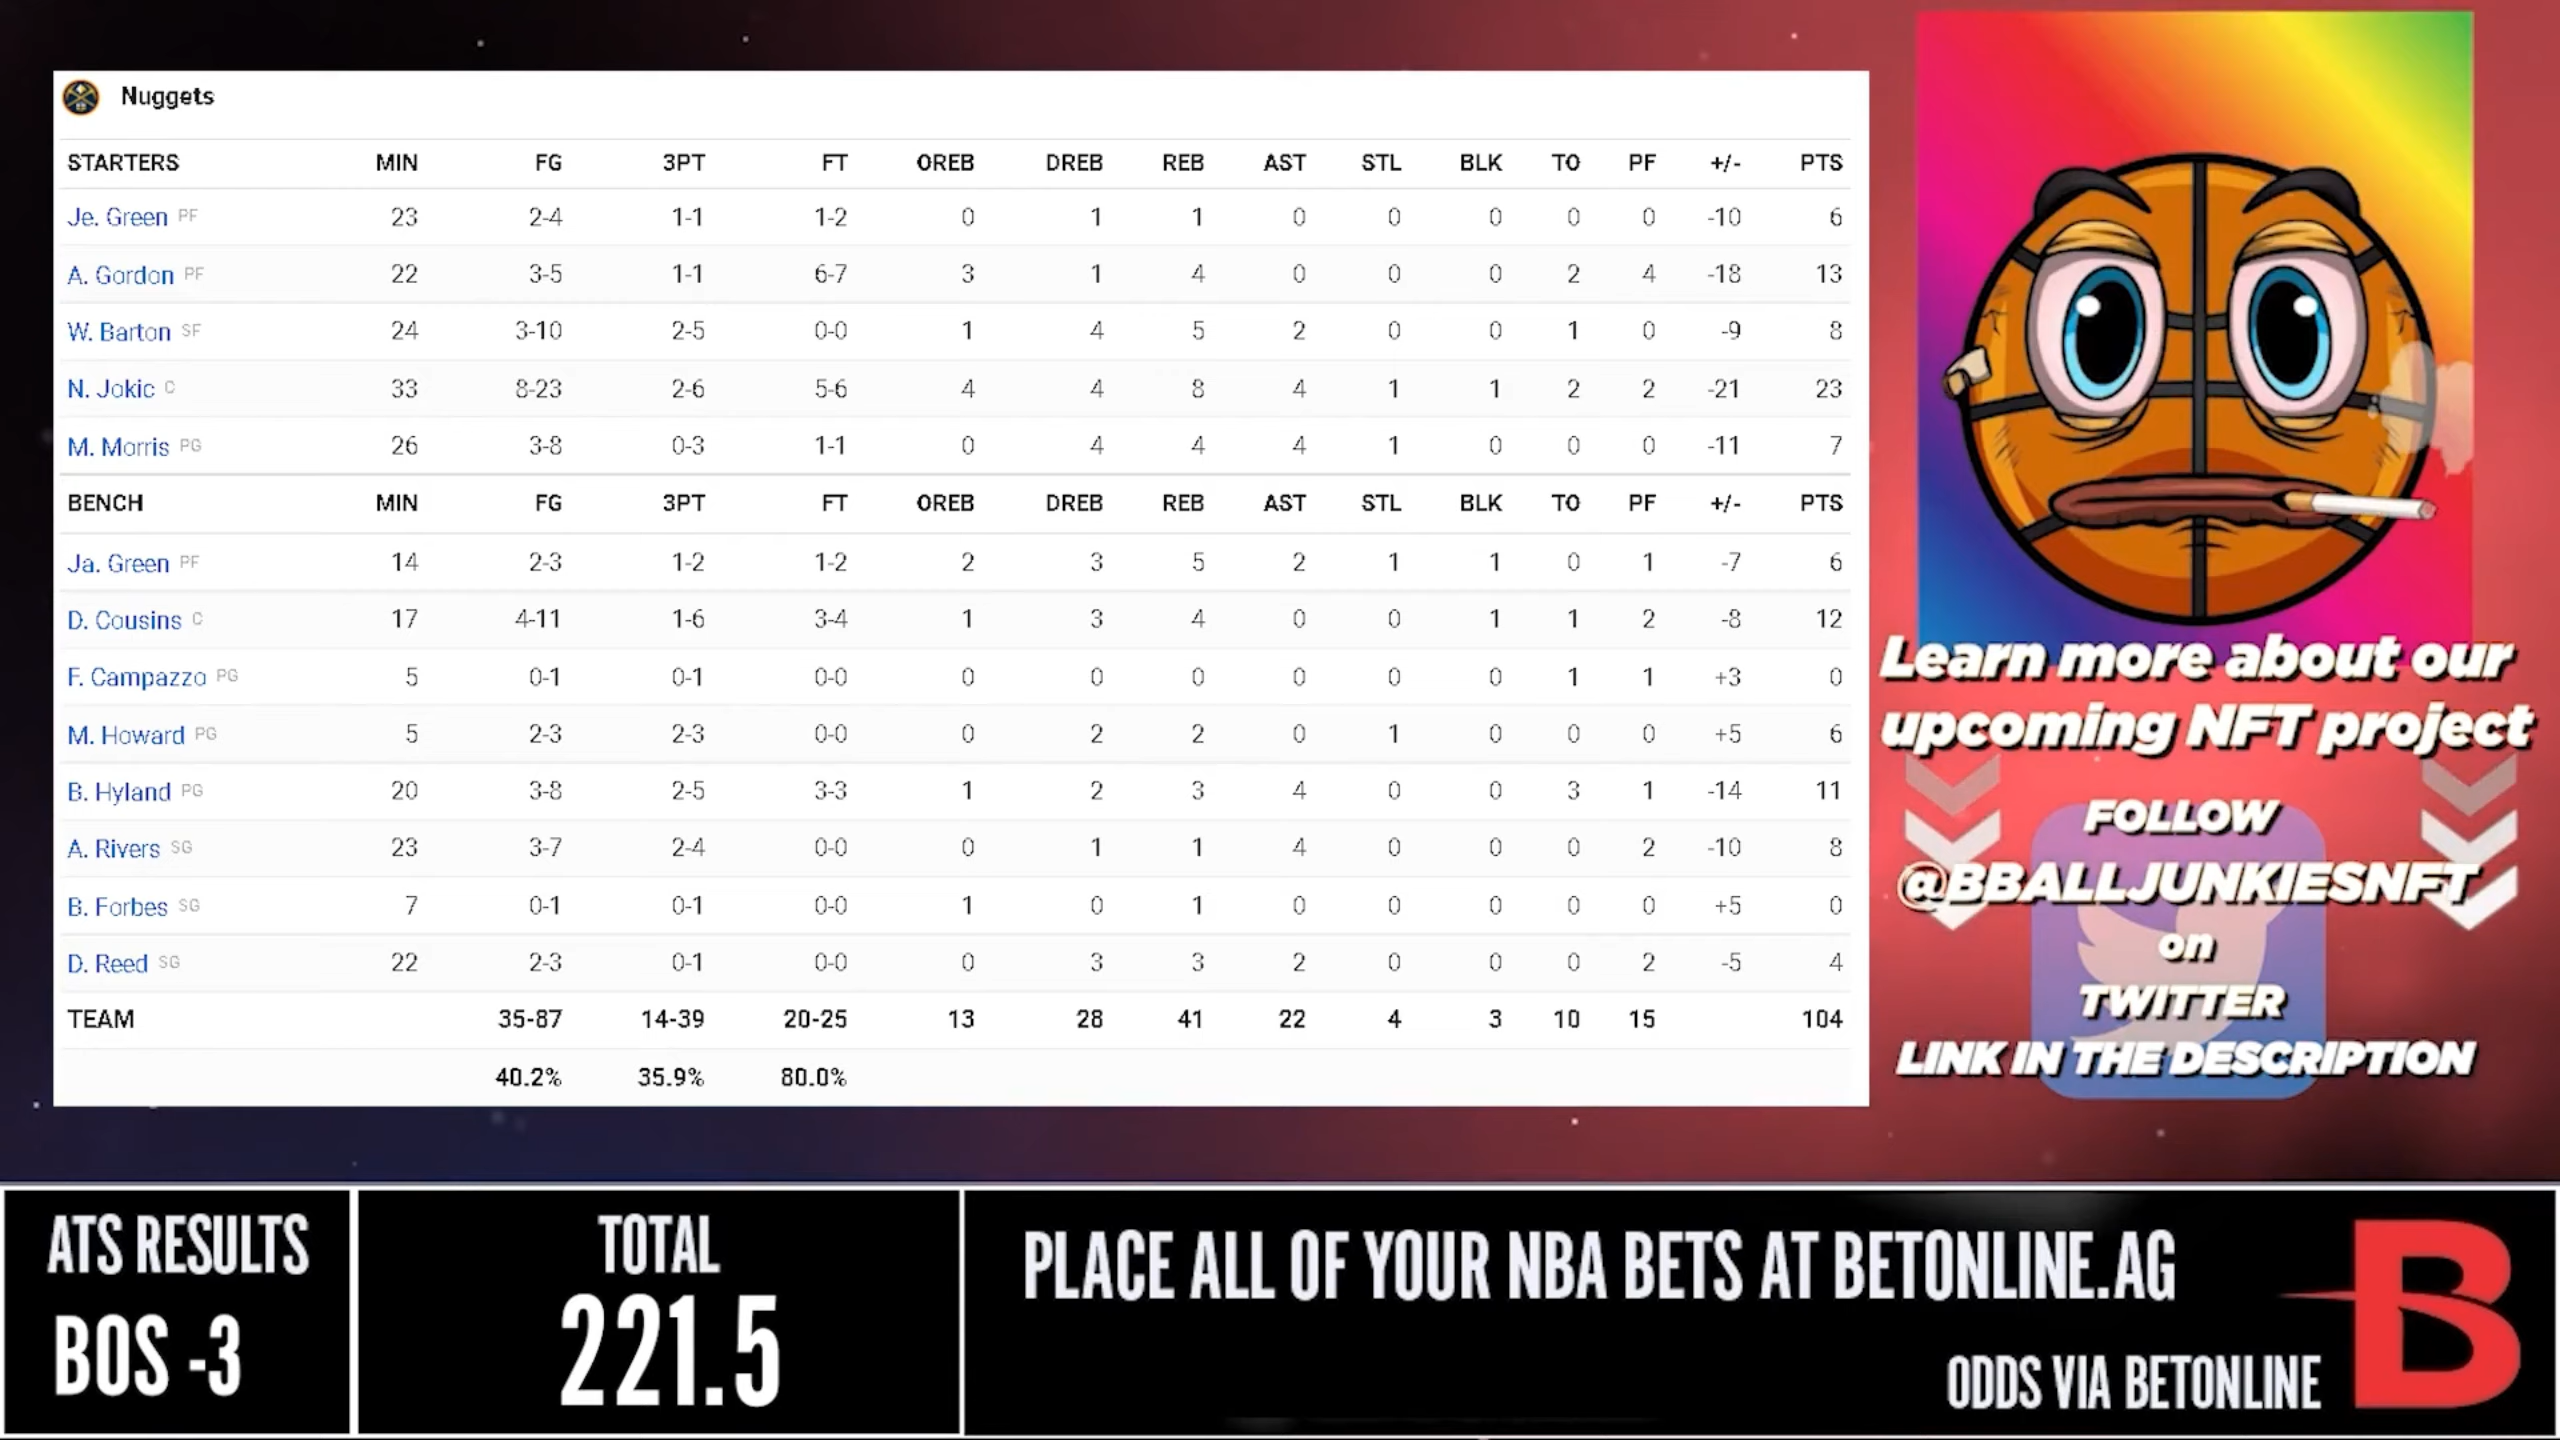 Nuggets
STARTERS MIN FG 3PT FT OREB DREB REB AST STL BLK TO PF +/- PTS
Je. Green PF 23 2-4 1-1 1-2 0 1 1 0 0 0 0 0 -10 6
A. Gordon PF 22 3-5 1-1 6-7 3 1 4 0 0 0 2 4 -18 13
W. Barton SF 24 3-10 2-5 0-0 1 4 5 2 0 0 1 0 -9 8
N. Jokic C 33 8-23 2-6 5-6 4 4 8 4 1 1 2 2 -21 23
M. Morris PG 26 3-8 0-3 1-1 0 4 4 4 1 0 0 0 -11 7
BENCH MIN FG 3PT FT OREB DREB REB AST STL BLK TO PF +/- PTS
Ja. Green PF 14 2-3 1-2 1-2 2 3 5 2 1 1 0 1 -7 6
D. Cousins C 17 4-11 1-6 3-4 1 3 4 0 0 1 1 2 -8 12
F. Campazzo PG 5 0-1 0-1 0-0 0 0 0 0 0 0 1 1 +3 0
M. Howard PG 5 2-3 2-3 0-0 0 2 2 0 1 0 0 0 +5 6
B. Hyland PG 20 3-8 2-5 3-3 1 2 3 4 0 0 3 1 -14 11
A. Rivers SG 23 3-7 2-4 0-0 0 1 1 4 0 0 0 2 -10 8
B. Forbes SG 7 0-1 0-1 0-0 1 0 1 0 0 0 0 0 +5 0
D. Reed SG 22 2-3 0-1 0-0 0 3 3 2 0 0 0 2 -5 4
TEAM 35-87 14-39 20-25 13 28 41 22 4 3 10 15 104
40.2% 35.9% 80.0%
Learn more about our
upcoming NFT project
FOLLOW
@BBALLJUNKIESNFT
on
TWITTER
LINK IN THE DESCRIPTION
ATS RESULTS
BOS -3
TOTAL
221.5
PLACE ALL OF YOUR NBA BETS AT BETONLINE.AG
ODDS VIA BETONLINE
B